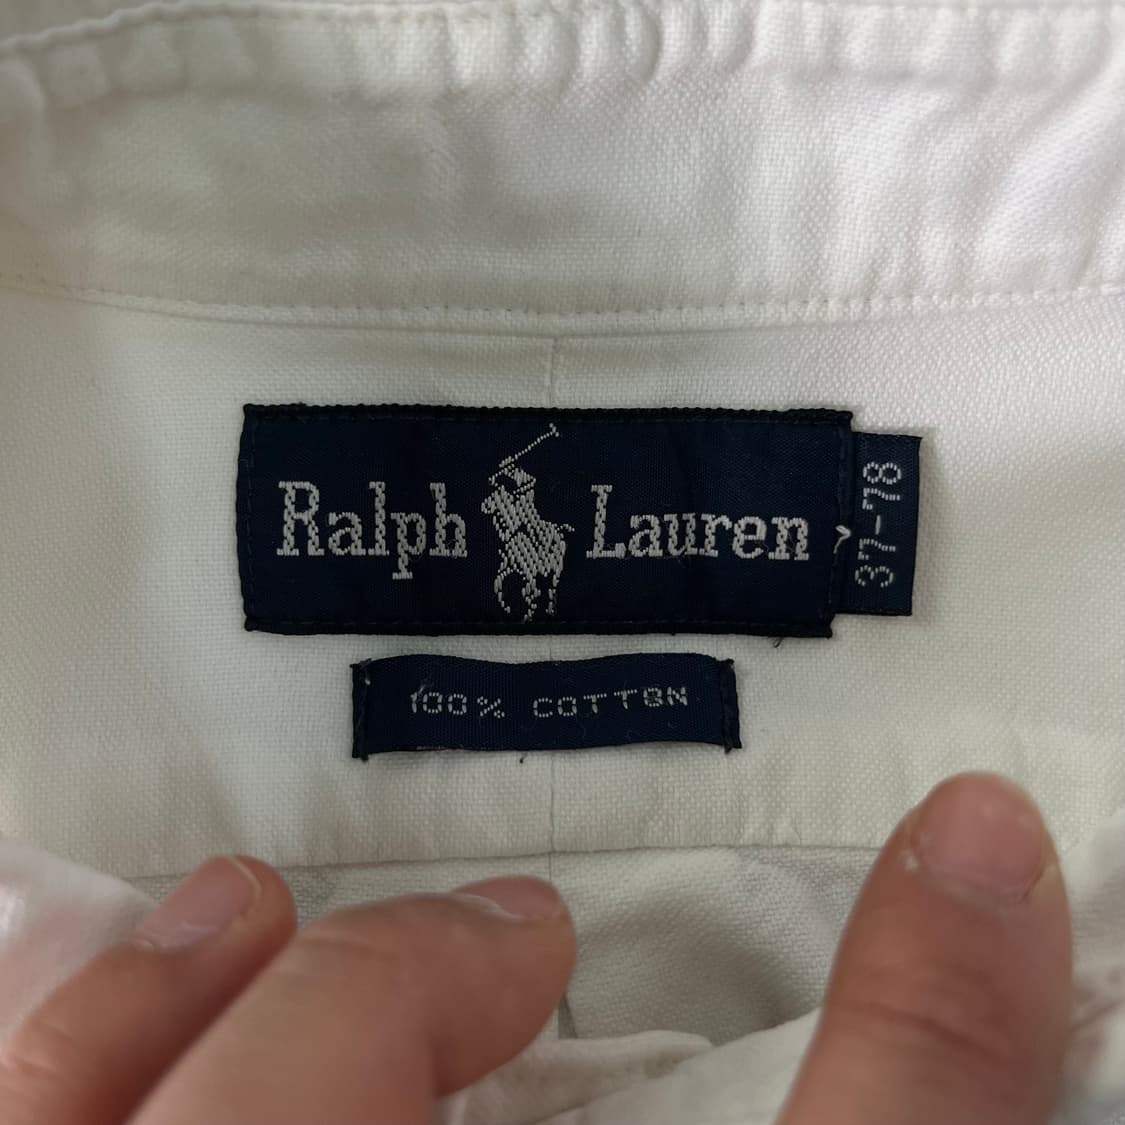 Ralph Lauren
37-78
100% COTTON